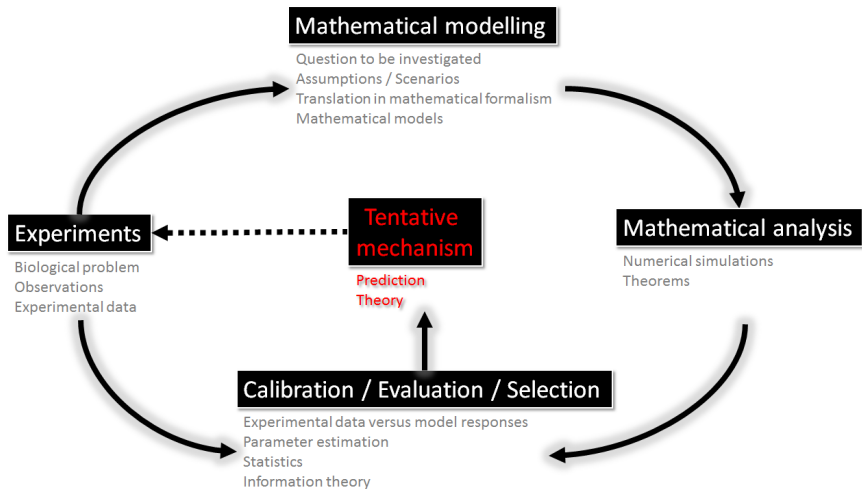 Mathematical modelling
Question to be investigated
Assumptions / Scenarios
Translation in mathematical formalism
Mathematical models
Experiments
Biological problem
Observations
Experimental data
Tentative
mechanism
Prediction
Theory
Mathematical analysis
Numerical simulations
Theorems
Calibration / Evaluation / Selection
Experimental data versus model responses
Parameter estimation
Statistics
Information theory